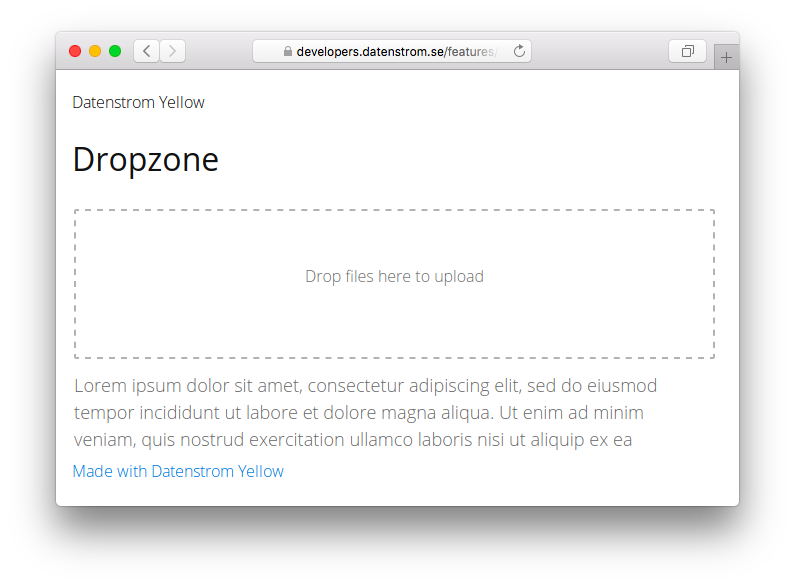 developers.datenstrom.se/features/
Datenstrom Yellow
Dropzone
Drop files here to upload
Lorem ipsum dolor sit amet, consectetur adipiscing elit, sed do eiusmod
tempor incididunt ut labore et dolore magna aliqua. Ut enim ad minim
veniam, quis nostrud exercitation ullamco laboris nisi ut aliquip ex ea
Made with Datenstrom Yellow